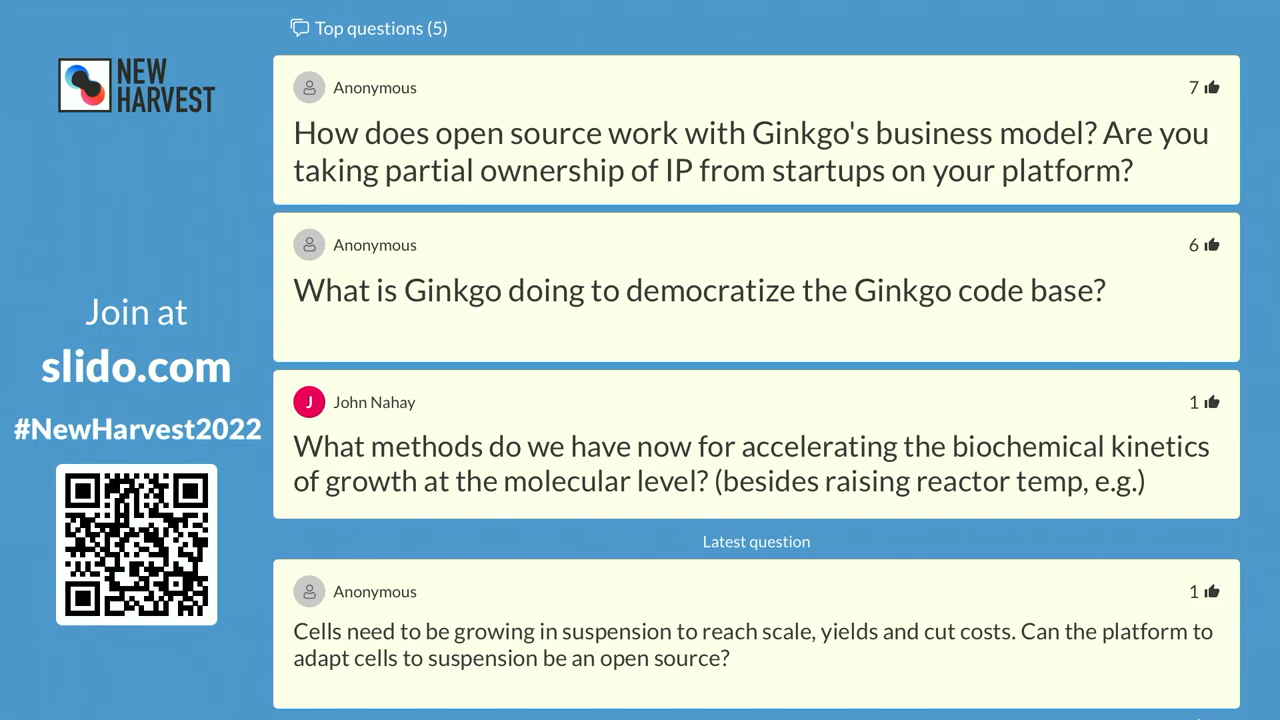 Top questions (5)
NEW
HARVEST
Anonymous
7
How does open source work with Ginkgo's business model? Are you
taking partial ownership of IP from startups on your platform?
Anonymous
6
What is Ginkgo doing to democratize the Ginkgo code base?
Join at
slido.com
#NewHarvest2022
J
John Nahay
1
What methods do we have now for accelerating the biochemical kinetics
of growth at the molecular level? (besides raising reactor temp, e.g.)
Latest question
Anonymous
1
Cells need to be growing in suspension to reach scale, yields and cut costs. Can the platform to
adapt cells to suspension be an open source?